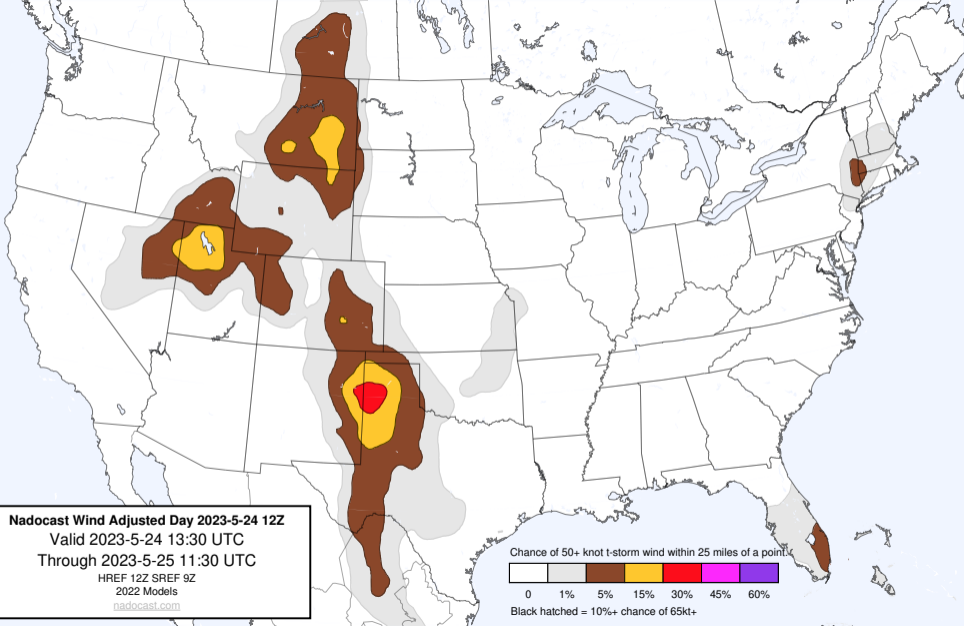 Nadocast Wind Adjusted Day 2023-5-24 12Z
Valid 2023-5-24 13:30 UTC
Through 2023-5-25 11:30 UTC
HREF 12Z SREF 9Z
2022 Models
nadocast.com
Chance of 50+ knot t-storm wind within 25 miles of a point.
0 1% 5% 15% 30% 45% 60%
Black hatched = 10%+ chance of 65kt+